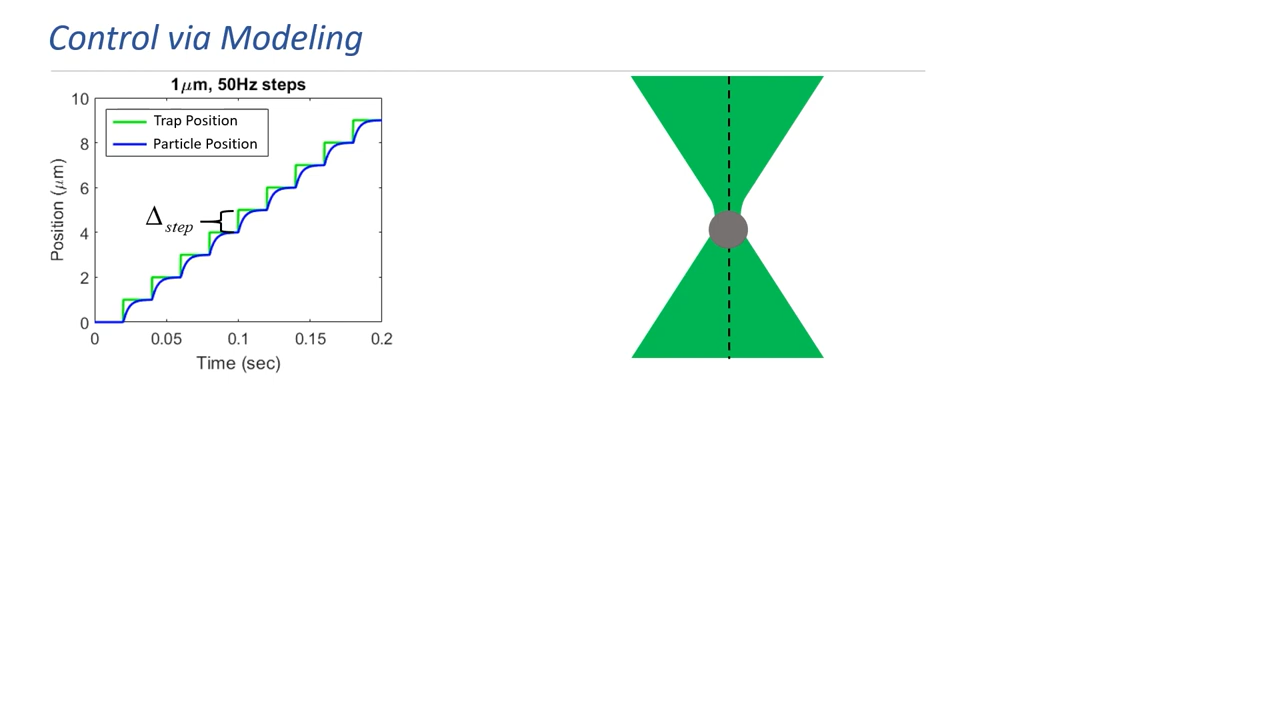 Control via Modeling
1μm, 50Hz steps
10
8
6
4
2
0
Position (μm)
Trap Position
Particle Position
Δstep
0 0.05 0.1 0.15 0.2
Time (sec)